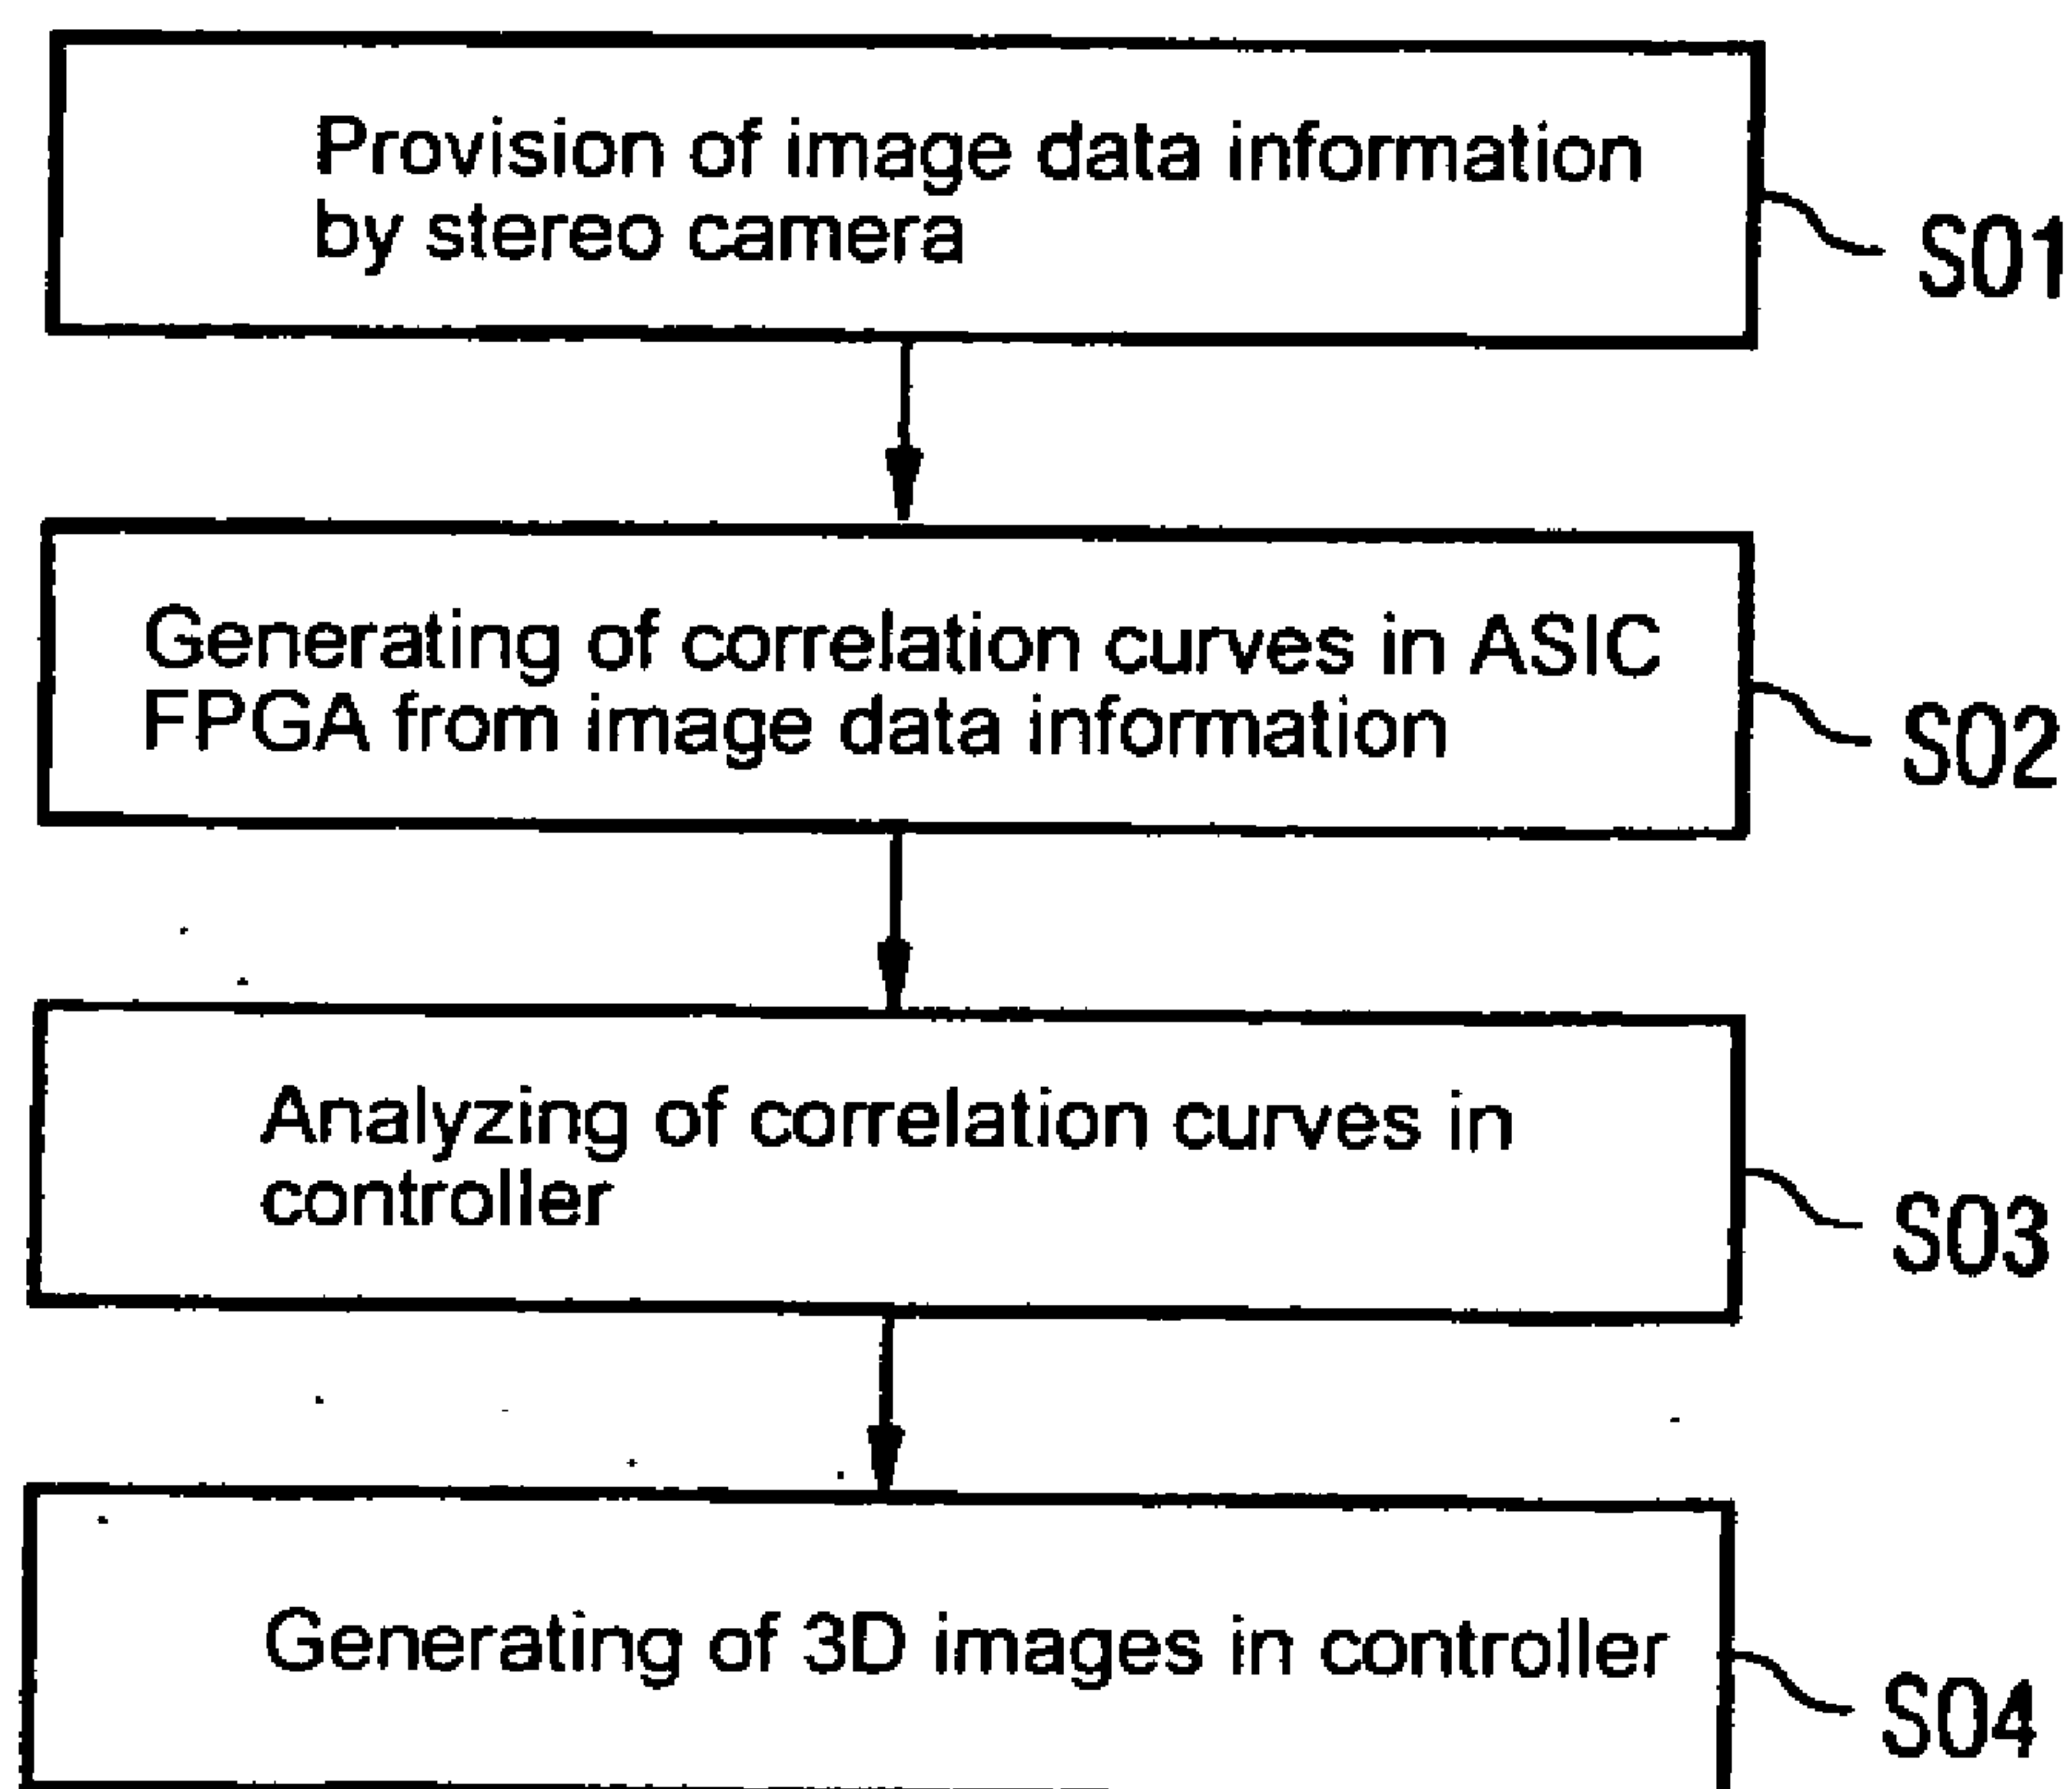 Provision of image data information
by stereo camera
S01
Generating of correlation curves in ASIC
FPGA from image data information
S02
Analyzing of correlation curves in
controller
S03
Generating of 3D images in controller
S04